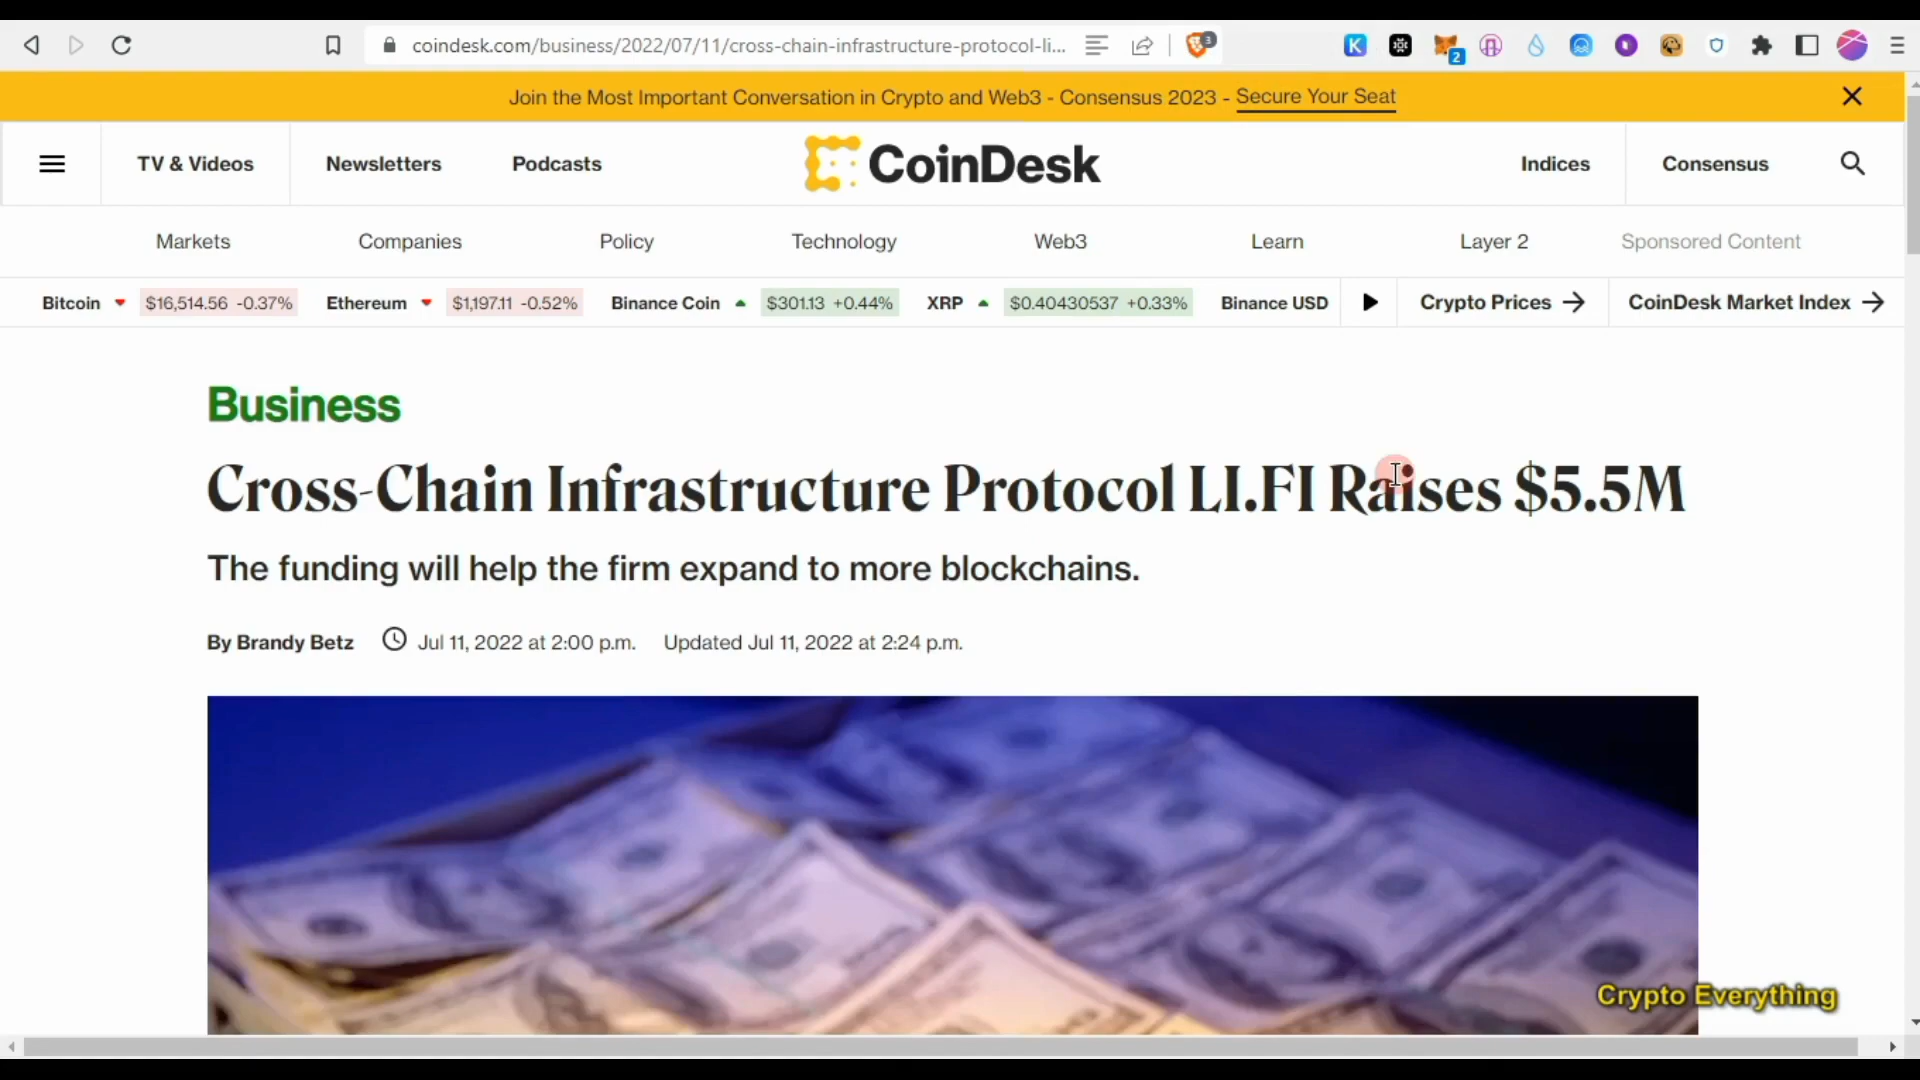 coindesk.com/business/2022/07/11/cross-chain-infrastructure-protocol-li...
3
K
2
Join the Most Important Conversation in Crypto and Web3 - Consensus 2023 - Secure Your Seat
TV & Videos Newsletters Podcasts CoinDesk Indices Consensus
Markets Companies Policy Technology Web3 Learn Layer 2 Sponsored Content
Bitcoin $16,514.56 -0.37% Ethereum $1,197.11 -0.52% Binance Coin $301.13 +0.44% XRP $0.40430537 +0.33% Binance USD Crypto Prices → CoinDesk Market Index →
Business
Cross-Chain Infrastructure Protocol LI.FI Raises $5.5M
The funding will help the firm expand to more blockchains.
By Brandy Betz Jul 11, 2022 at 2:00 p.m. Updated Jul 11, 2022 at 2:24 p.m.
Crypto Everything